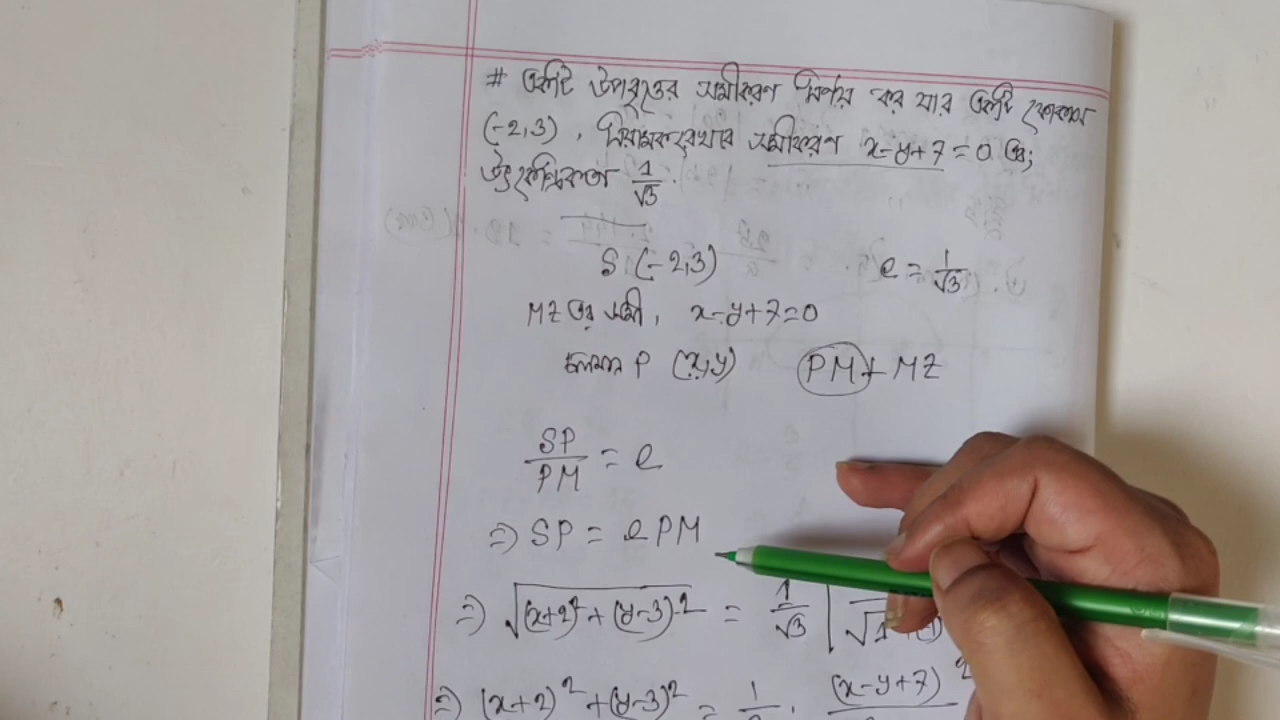 # একটি উপবৃত্তের সমীকরণ নির্ণয় কর যার একটি ফোকাস
(-2,3), নিয়ামকরেখার সমীকরণ x-y+7=0 এবং
উৎকেন্দ্রিকতা 1/√3.
S (-2,3) e = 1/√3
MZ এর সমী, x-y+7=0
চলমান P (x,y) PM⊥MZ
SP/PM = e
⇒ SP = e PM
⇒ √(x+2)²+(y-3)² = 1/√3
⇒ (x+2)²+(y-3)² = (x-y+7)²